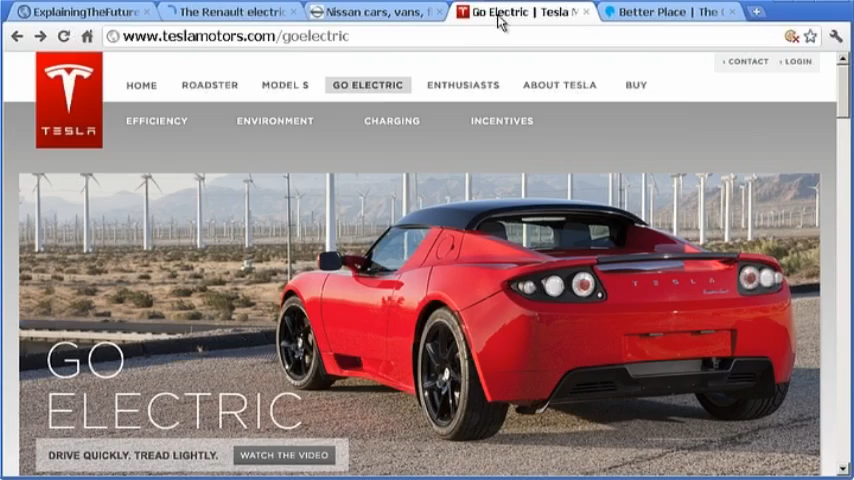 ExplainingTheFuture
The Renault electric
Nissan cars, vans, f
Go Electric | Tesla M
Better Place | The
www.teslamotors.com/goelectric
CONTACT
LOGIN
TESLA
HOME
ROADSTER
MODEL S
GO ELECTRIC
ENTHUSIASTS
ABOUT TESLA
BUY
EFFICIENCY
ENVIRONMENT
CHARGING
INCENTIVES
TESLA
GO
ELECTRIC
DRIVE QUICKLY, TREAD LIGHTLY.
WATCH THE VIDEO